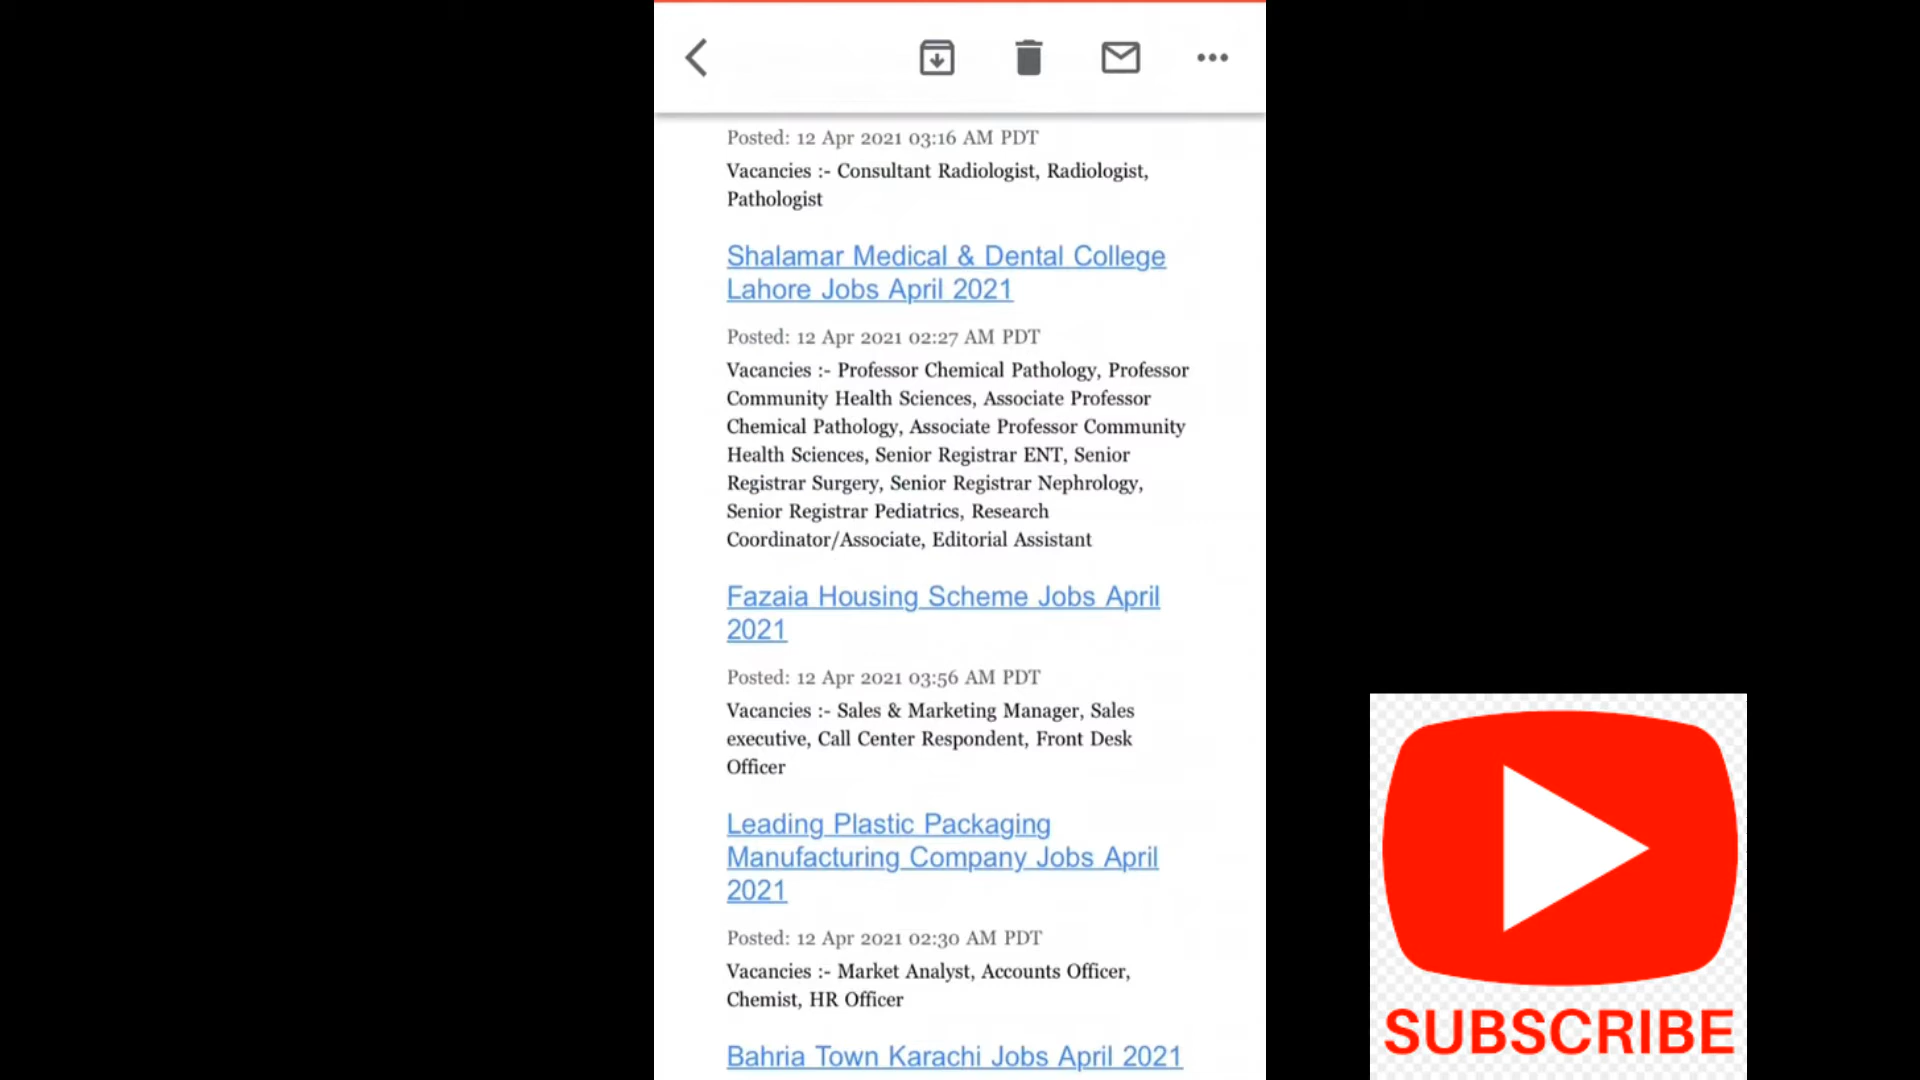 Posted: 12 Apr 2021 03:16 AM PDT
Vacancies :- Consultant Radiologist, Radiologist,
Pathologist
Shalamar Medical & Dental College
Lahore Jobs April 2021
Posted: 12 Apr 2021 02:27 AM PDT
Vacancies :- Professor Chemical Pathology, Professor
Community Health Sciences, Associate Professor
Chemical Pathology, Associate Professor Community
Health Sciences, Senior Registrar ENT, Senior
Registrar Surgery, Senior Registrar Nephrology,
Senior Registrar Pediatrics, Research
Coordinator/Associate, Editorial Assistant
Fazaia Housing Scheme Jobs April
2021
Posted: 12 Apr 2021 03:56 AM PDT
Vacancies :- Sales & Marketing Manager, Sales
executive, Call Center Respondent, Front Desk
Officer
Leading Plastic Packaging
Manufacturing Company Jobs April
2021
Posted: 12 Apr 2021 02:30 AM PDT
Vacancies :- Market Analyst, Accounts Officer,
Chemist, HR Officer
Bahria Town Karachi Jobs April 2021
SUBSCRIBE